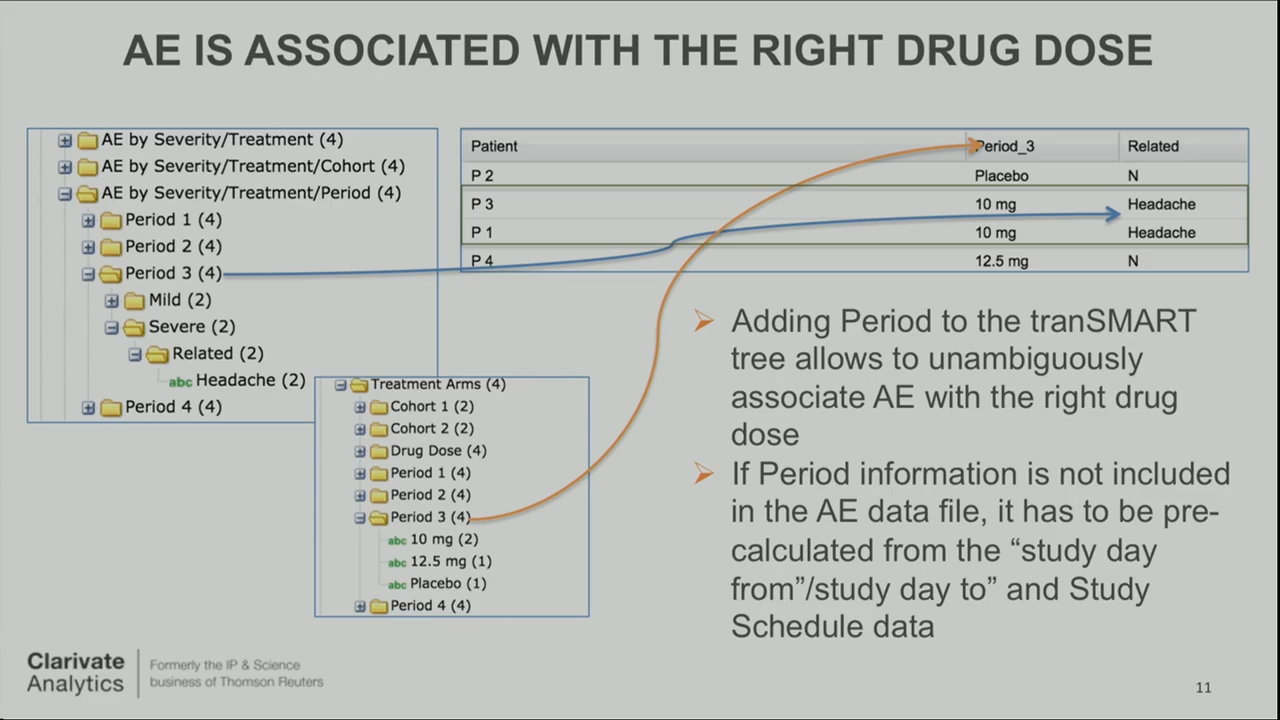 AE IS ASSOCIATED WITH THE RIGHT DRUG DOSE
AE by Severity/Treatment (4)
AE by Severity/Treatment/Cohort (4)
AE by Severity/Treatment/Period (4)
Period 1 (4)
Period 2 (4)
Period 3 (4)
Mild (2)
Severe (2)
Related (2)
abc Headache (2)
Period 4 (4)
Treatment Arms (4)
Cohort 1 (2)
Cohort 2 (2)
Drug Dose (4)
Period 1 (4)
Period 2 (4)
Period 3 (4)
abc 10 mg (2)
abc 12.5 mg (1)
abc Placebo (1)
Period 4 (4)
Patient Period_3 Related
P 2 Placebo N
P 3 10 mg Headache
P 1 10 mg Headache
P 4 12.5 mg N
Adding Period to the tranSMART
tree allows to unambiguously
associate AE with the right drug
dose
If Period information is not included
in the AE data file, it has to be pre-
calculated from the “study day
from”/study day to” and Study
Schedule data
Clarivate
Analytics
Formerly the IP & Science
business of Thomson Reuters
11